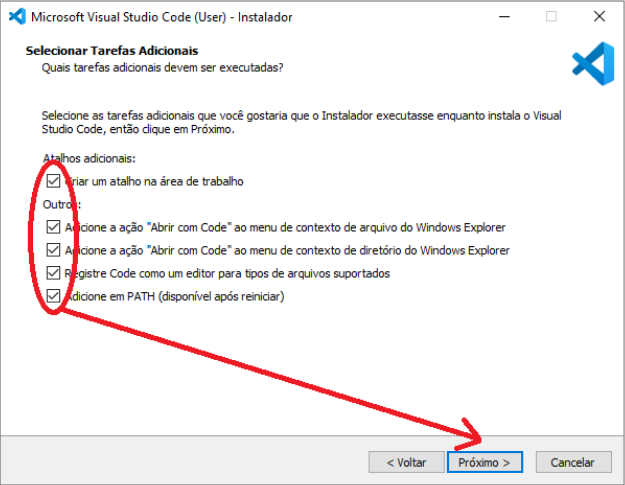 Microsoft Visual Studio Code (User) - Instalador
Selecionar Tarefas Adicionais
Quais tarefas adicionais devem ser executadas?
Selecione as tarefas adicionais que você gostaria que o Instalador executasse enquanto instala o Visual
Studio Code, então clique em Próximo.
Atalhos adicionais:
Criar um atalho na área de trabalho
Outros:
Adicione a ação "Abrir com Code" ao menu de contexto de arquivo do Windows Explorer
Adicione a ação "Abrir com Code" ao menu de contexto de diretório do Windows Explorer
Registre Code como um editor para tipos de arquivos suportados
Adicione em PATH (disponível após reiniciar)
< Voltar
Próximo >
Cancelar